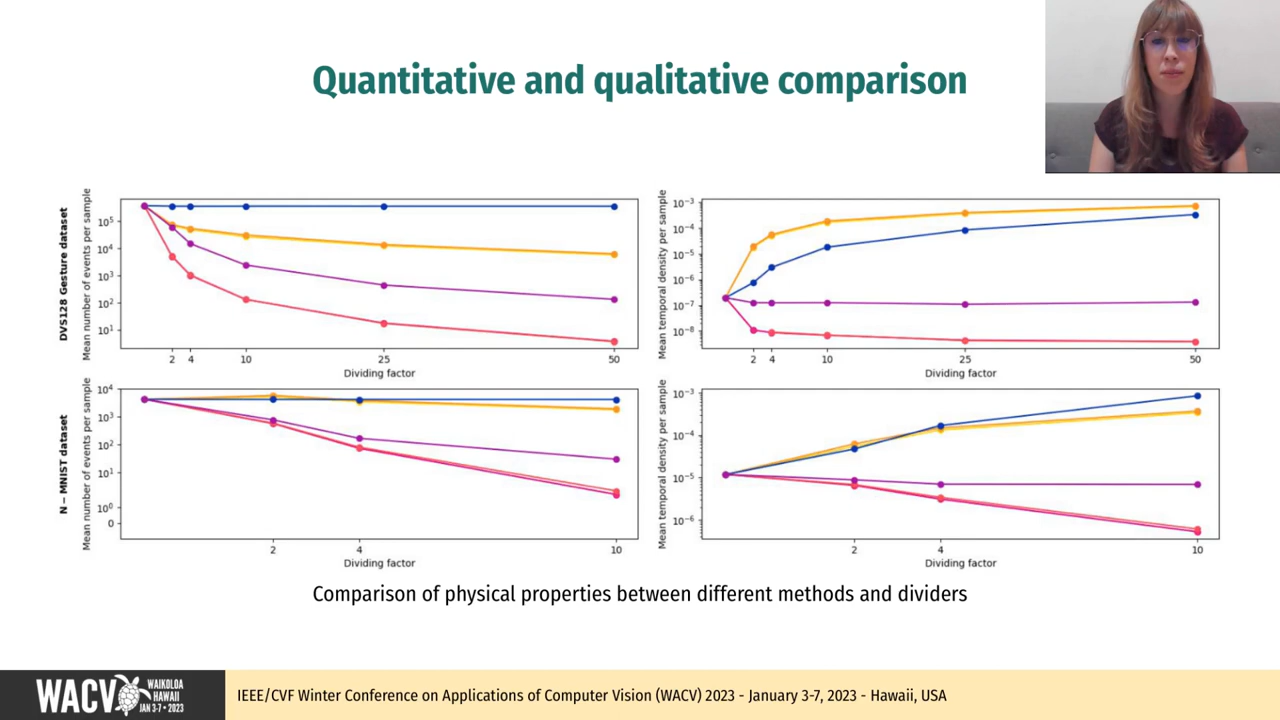 Quantitative and qualitative comparison
DVS128 Gesture dataset
Mean number of events per sample
10⁵
10⁴
10³
10²
10¹
2 4 10 25 50
Dividing factor
Mean temporal density per sample
10⁻³
10⁻⁴
10⁻⁵
10⁻⁶
10⁻⁷
10⁻⁸
2 4 10 25 50
Dividing factor
N − MNIST dataset
Mean number of events per sample
10⁴
10³
10²
10¹
10⁰
0
2 4 10
Dividing factor
Mean temporal density per sample
10⁻³
10⁻⁴
10⁻⁵
10⁻⁶
2 4 10
Dividing factor
Comparison of physical properties between different methods and dividers
WACV
WAIKOLOA
HAWAII
JAN 3-7 • 2023
IEEE/CVF Winter Conference on Applications of Computer Vision (WACV) 2023 - January 3-7, 2023 - Hawaii, USA